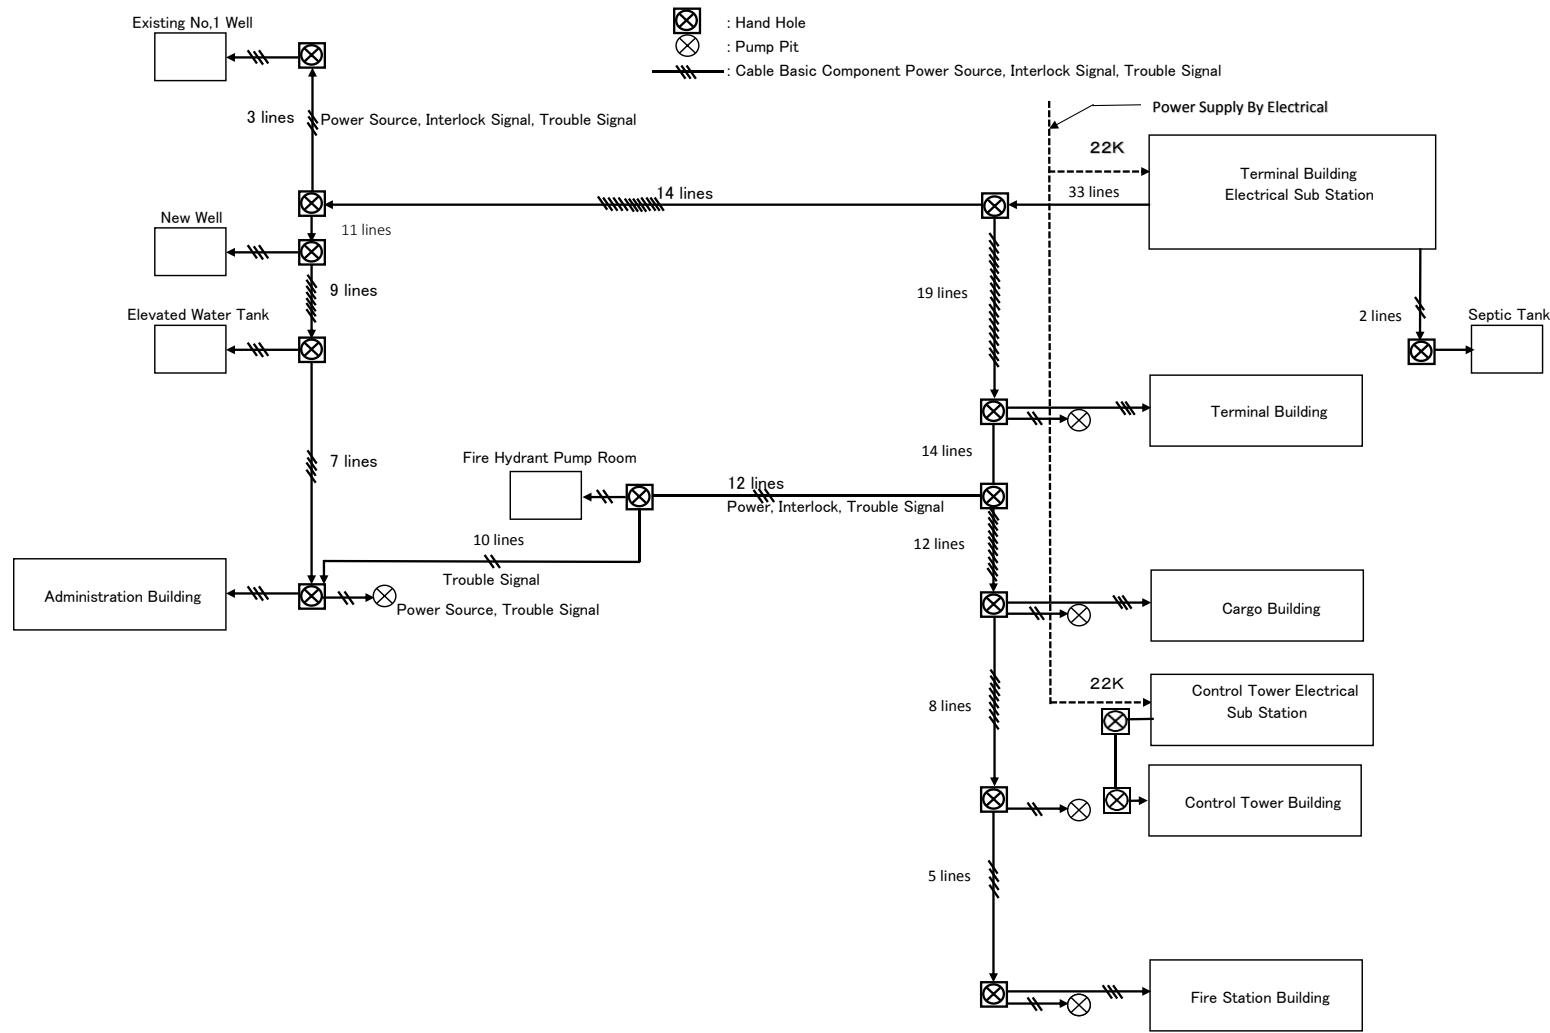 Existing No,1 Well
: Hand Hole
: Pump Pit
: Cable Basic Component Power Source, Interlock Signal, Trouble Signal
3 lines
Power Source, Interlock Signal, Trouble Signal
Power Supply By Electrical
22K
Terminal Building
Electrical Sub Station
14 lines
33 lines
New Well
11 lines
9 lines
19 lines
Elevated Water Tank
2 lines
Septic Tank
Terminal Building
7 lines
Fire Hydrant Pump Room
14 lines
12 lines
Power, Interlock, Trouble Signal
10 lines
12 lines
Trouble Signal
Administration Building
Power Source, Trouble Signal
Cargo Building
22K
Control Tower Electrical
Sub Station
8 lines
Control Tower Building
5 lines
Fire Station Building